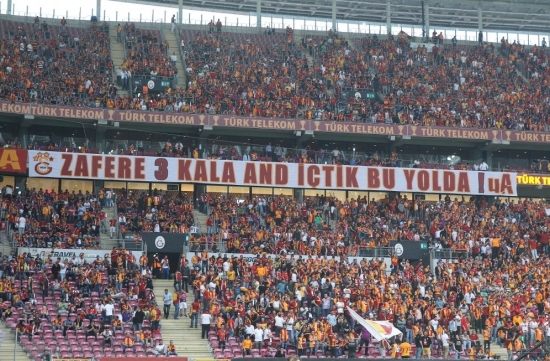 TÜRK TELEKOM TÜRK TELEKOM TÜRK TELEKOM TÜRK TELEKOM TÜRK TELEKOM
ZAFERE 3 KALA AND İÇTİK BU YOLDA ! uA
TÜRK TELEKOM